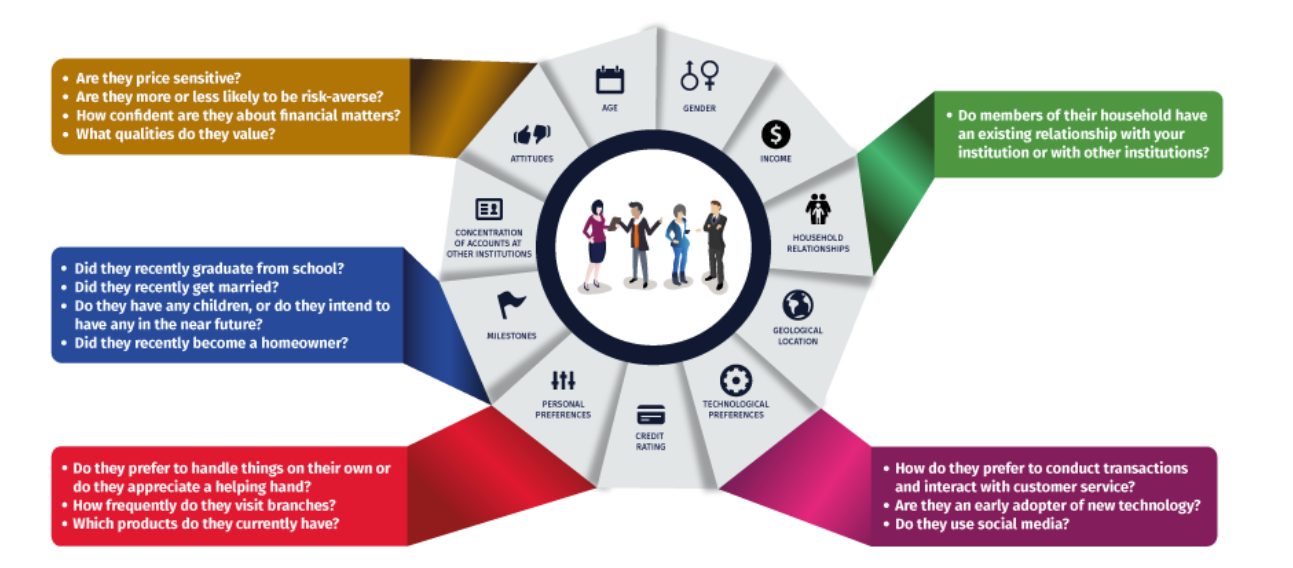 • Are they price sensitive?
• Are they more or less likely to be risk-averse?
• How confident are they about financial matters?
• What qualities do they value?
AGE
GENDER
ATTITUDES
INCOME
• Do members of their household have
an existing relationship with your
institution or with other institutions?
CONCENTRATION
OF ACCOUNTS AT
OTHER INSTITUTIONS
HOUSEHOLD
RELATIONSHIPS
• Did they recently graduate from school?
• Did they recently get married?
• Do they have any children, or do they intend to
have any in the near future?
• Did they recently become a homeowner?
MILESTONES
GEOLOGICAL
LOCATION
PERSONAL
PREFERENCES
CREDIT
RATING
TECHNOLOGICAL
PREFERENCES
• Do they prefer to handle things on their own or
do they appreciate a helping hand?
• How frequently do they visit branches?
• Which products do they currently have?
• How do they prefer to conduct transactions
and interact with customer service?
• Are they an early adopter of new technology?
• Do they use social media?